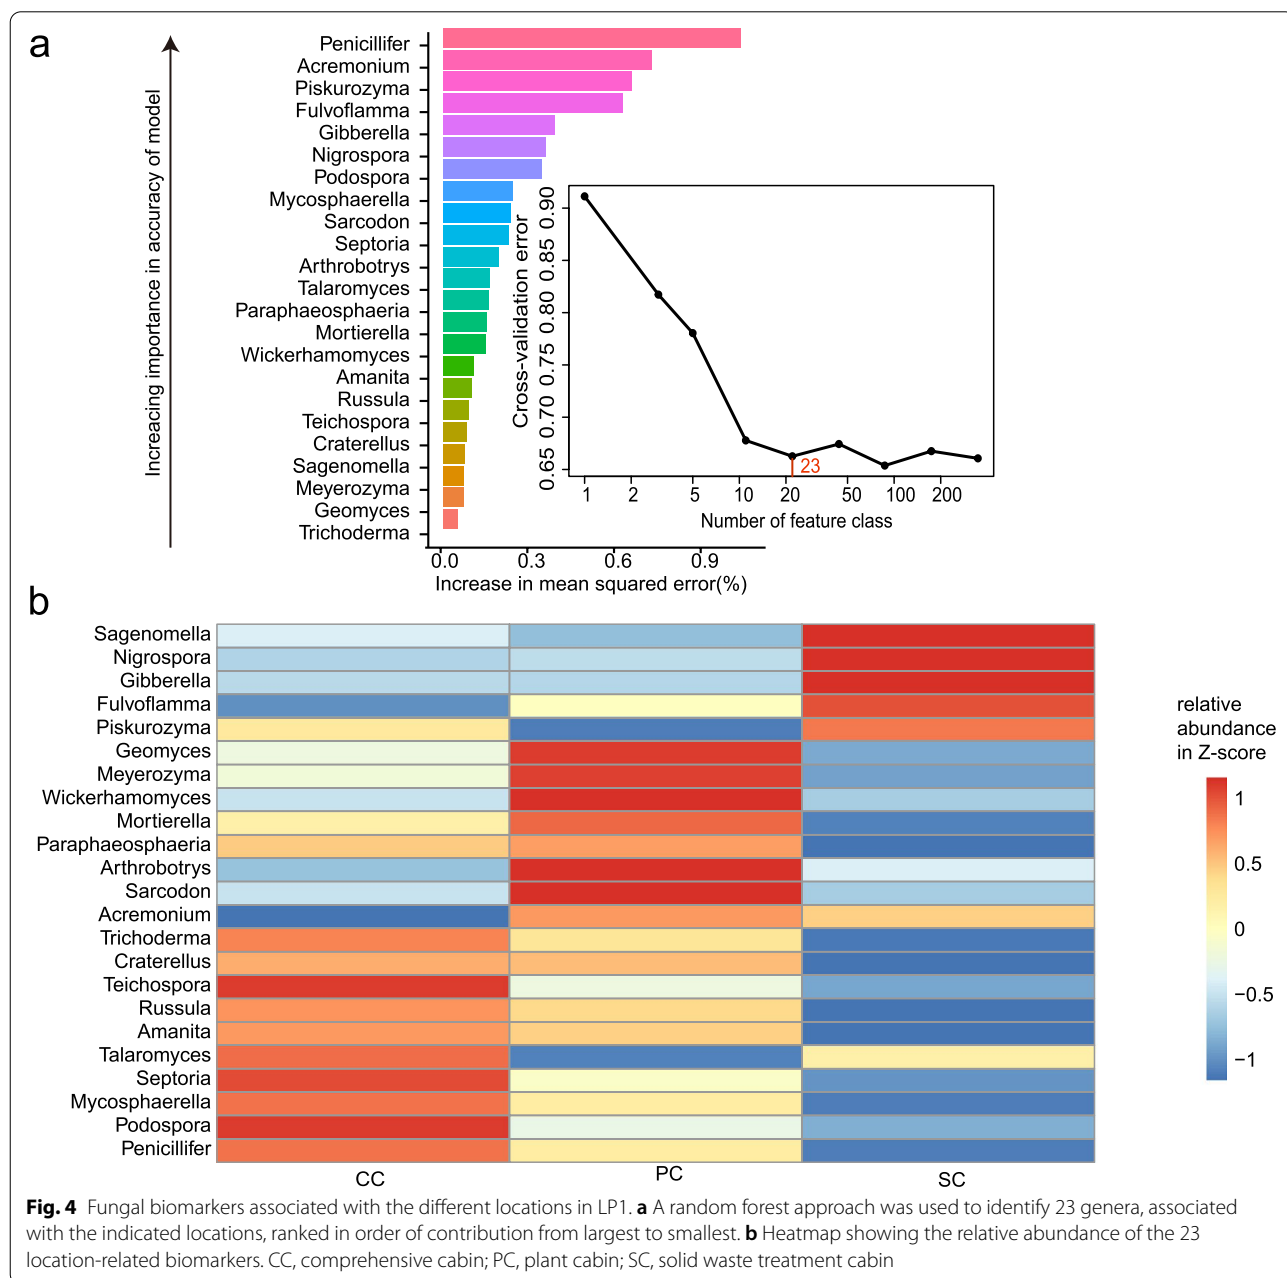 a
Increacing importance in accuracy of model
Penicillifer
Acremonium
Piskurozyma
Fulvoflamma
Gibberella
Nigrospora
Podospora
Mycosphaerella
Sarcodon
Septoria
Arthrobotrys
Talaromyces
Paraphaeosphaeria
Mortierella
Wickerhamomyces
Amanita
Russula
Teichospora
Craterellus
Sagenomella
Meyerozyma
Geomyces
Trichoderma
0.0 0.3 0.6 0.9
Increase in mean squared error(%)
Cross-validation error
0.90
0.85
0.80
0.75
0.70
0.65
23
1 2 5 10 20 50 100 200
Number of feature class
b
Sagenomella
Nigrospora
Gibberella
Fulvoflamma
Piskurozyma
Geomyces
Meyerozyma
Wickerhamomyces
Mortierella
Paraphaeosphaeria
Arthrobotrys
Sarcodon
Acremonium
Trichoderma
Craterellus
Teichospora
Russula
Amanita
Talaromyces
Septoria
Mycosphaerella
Podospora
Penicillifer
CC PC SC
relative
abundance
in Z-score
1
0.5
0
−0.5
−1
Fig. 4 Fungal biomarkers associated with the different locations in LP1. a A random forest approach was used to identify 23 genera, associated
with the indicated locations, ranked in order of contribution from largest to smallest. b Heatmap showing the relative abundance of the 23
location-related biomarkers. CC, comprehensive cabin; PC, plant cabin; SC, solid waste treatment cabin